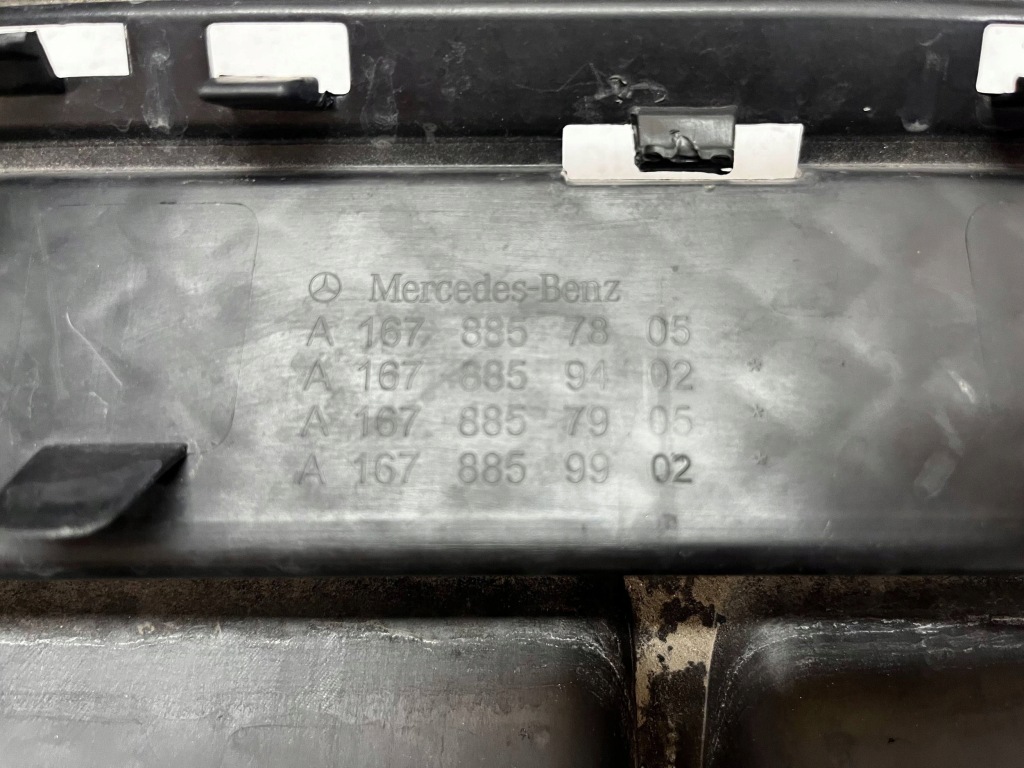 Mercedes-Benz
A 167 885 78 05
A 167 885 94 02 *
A 167 885 79 05 *
A 167 885 99 02 *